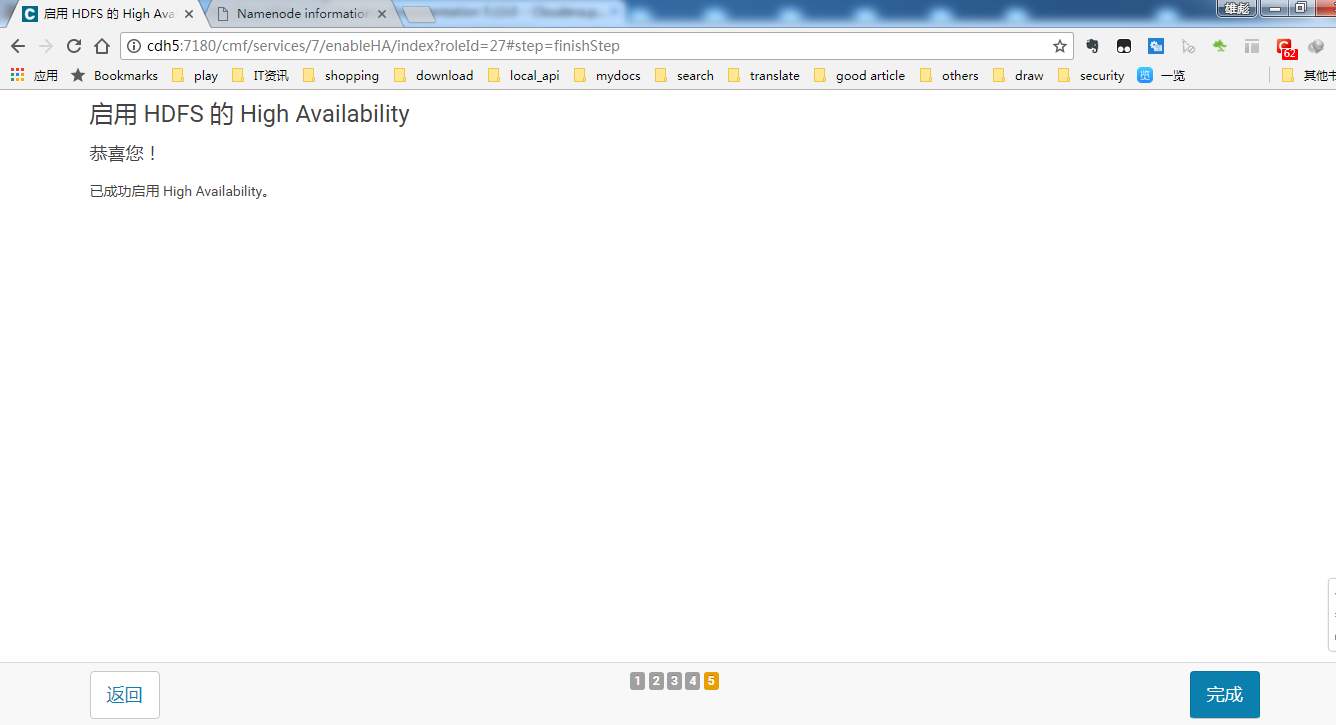 启用 HDFS 的 High Ava
Namenode information
雄彪
cdh5:7180/cmf/services/7/enableHA/index?roleId=27#step=finishStep
62
应用 Bookmarks play IT资讯 shopping download local_api mydocs search translate good article others draw security 览 一览 其他书
启用 HDFS 的 High Availability
恭喜您！
已成功启用 High Availability。
返回
1 2 3 4 5
完成